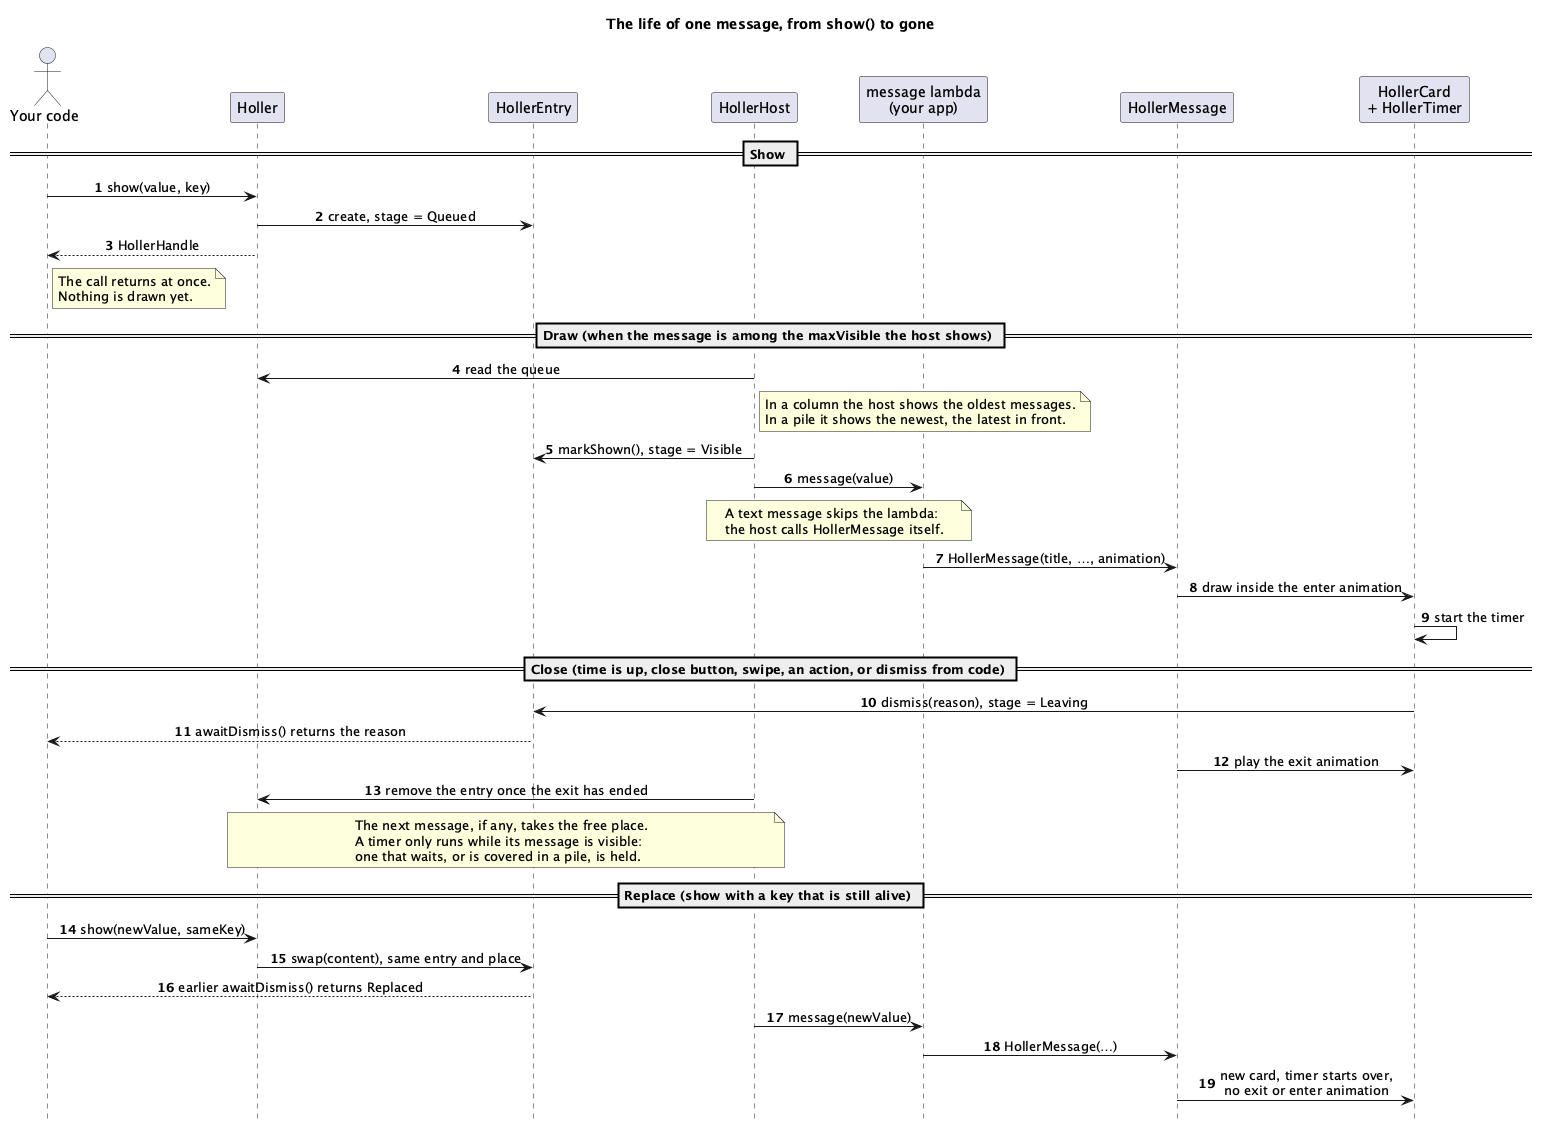 The life of one message, from show() to gone
Your code
Holler
HollerEntry
HollerHost
message lambda
(your app)
HollerMessage
HollerCard
+ HollerTimer
Show
1 show(value, key)
2 create, stage = Queued
3 HollerHandle
The call returns at once.
Nothing is drawn yet.
Draw (when the message is among the maxVisible the host shows)
4 read the queue
In a column the host shows the oldest messages.
In a pile it shows the newest, the latest in front.
5 markShown(), stage = Visible
6 message(value)
A text message skips the lambda:
the host calls HollerMessage itself.
7 HollerMessage(title, ..., animation)
8 draw inside the enter animation
9 start the timer
Close (time is up, close button, swipe, an action, or dismiss from code)
10 dismiss(reason), stage = Leaving
11 awaitDismiss() returns the reason
12 play the exit animation
13 remove the entry once the exit has ended
The next message, if any, takes the free place.
A timer only runs while its message is visible:
one that waits, or is covered in a pile, is held.
Replace (show with a key that is still alive)
14 show(newValue, sameKey)
15 swap(content), same entry and place
16 earlier awaitDismiss() returns Replaced
17 message(newValue)
18 HollerMessage(...)
19 new card, timer starts over,
no exit or enter animation